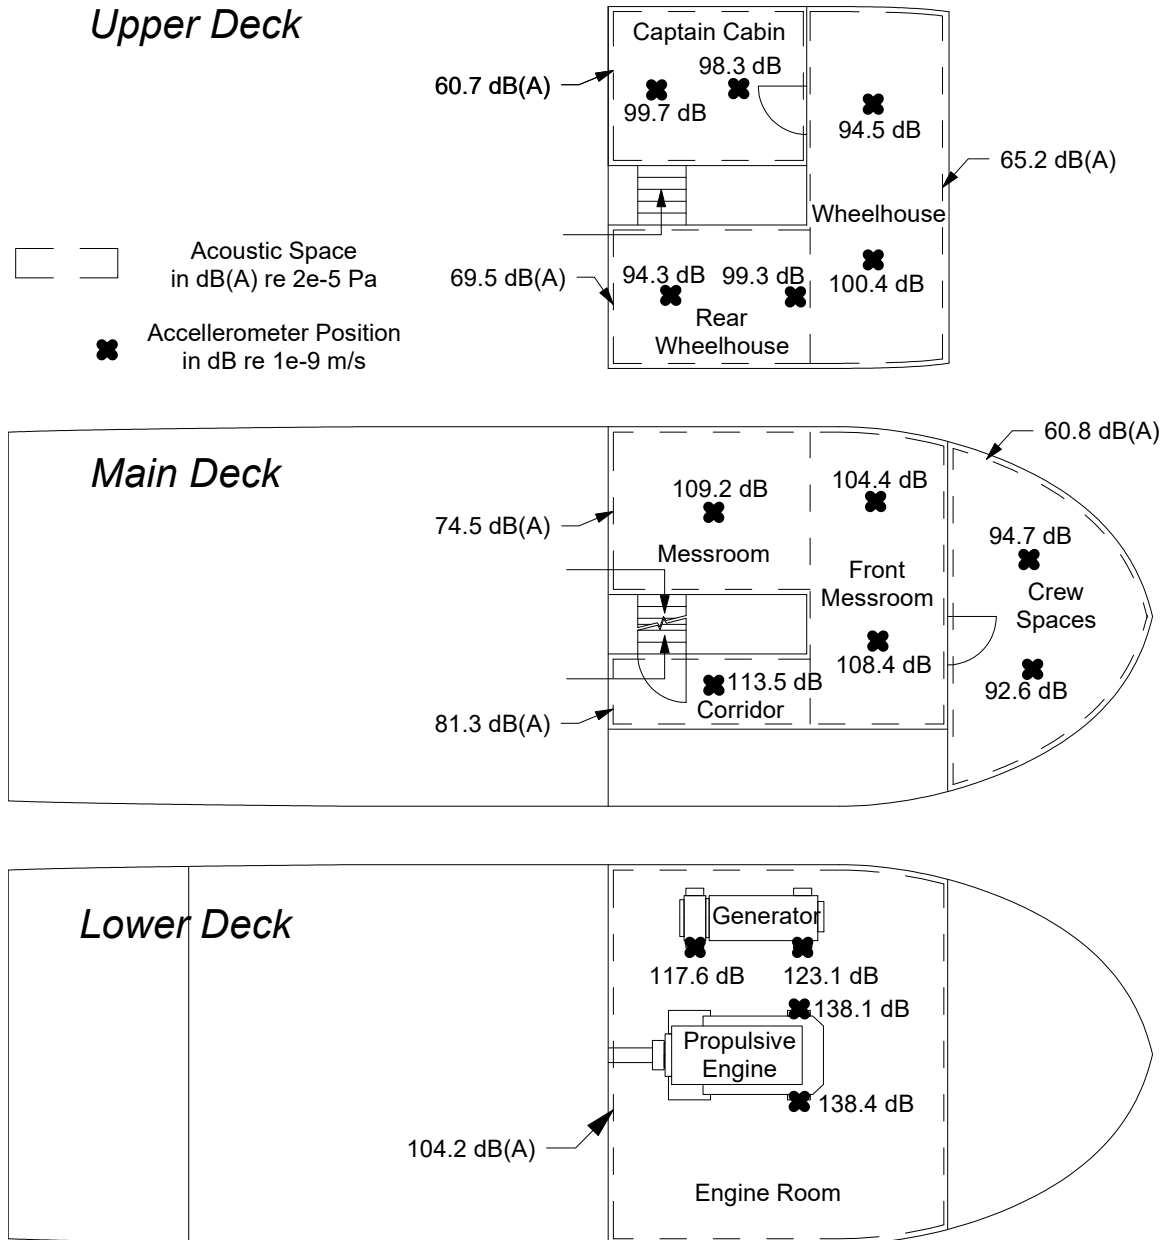 Upper Deck
Captain Cabin
98.3 dB
60.7 dB(A)
99.7 dB
94.5 dB
65.2 dB(A)
Wheelhouse
Acoustic Space
in dB(A) re 2e-5 Pa
69.5 dB(A)
94.3 dB
99.3 dB
100.4 dB
Rear
Wheelhouse
Accellerometer Position
in dB re 1e-9 m/s
Main Deck
60.8 dB(A)
109.2 dB
104.4 dB
74.5 dB(A)
94.7 dB
Messroom
Front
Messroom
Crew
Spaces
108.4 dB
113.5 dB
92.6 dB
Corridor
81.3 dB(A)
Lower Deck
Generator
117.6 dB
123.1 dB
138.1 dB
Propulsive
Engine
138.4 dB
104.2 dB(A)
Engine Room